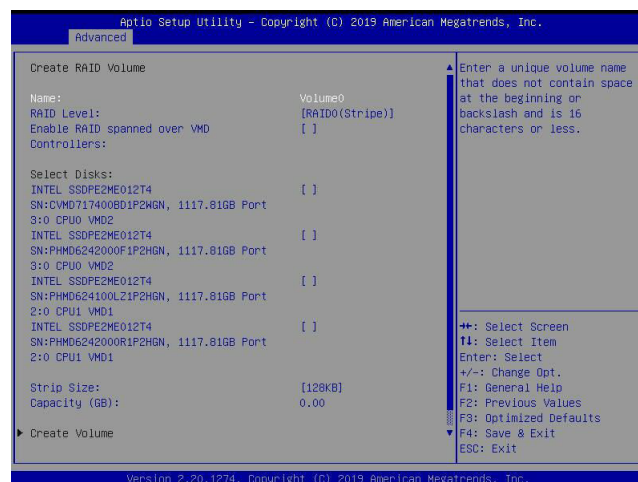 Aptio Setup Utility – Copyright (C) 2019 American Megatrends, Inc.
Advanced
Create RAID Volume
Name: Volume0
RAID Level: [RAID0(Stripe)]
Enable RAID spanned over VMD [ ]
Controllers:
Select Disks:
INTEL SSDPE2ME012T4 [ ]
SN:CVMD717400BD1P2WGN, 1117.81GB Port
3:0 CPU0 VMD2
INTEL SSDPE2ME012T4 [ ]
SN:PHMD6242000F1P2HGN, 1117.81GB Port
3:0 CPU0 VMD2
INTEL SSDPE2ME012T4 [ ]
SN:PHMD624100LZ1P2HGN, 1117.81GB Port
2:0 CPU1 VMD1
INTEL SSDPE2ME012T4 [ ]
SN:PHMD6242000R1P2HGN, 1117.81GB Port
2:0 CPU1 VMD1
Strip Size: [128KB]
Capacity (GB): 0.00
Create Volume
Enter a unique volume name
that does not contain space
at the beginning or
backslash and is 16
characters or less.
→←: Select Screen
↑↓: Select Item
Enter: Select
+/-: Change Opt.
F1: General Help
F2: Previous Values
F3: Optimized Defaults
F4: Save & Exit
ESC: Exit
Version 2.20.1274. Copyright (C) 2019 American Megatrends, Inc.